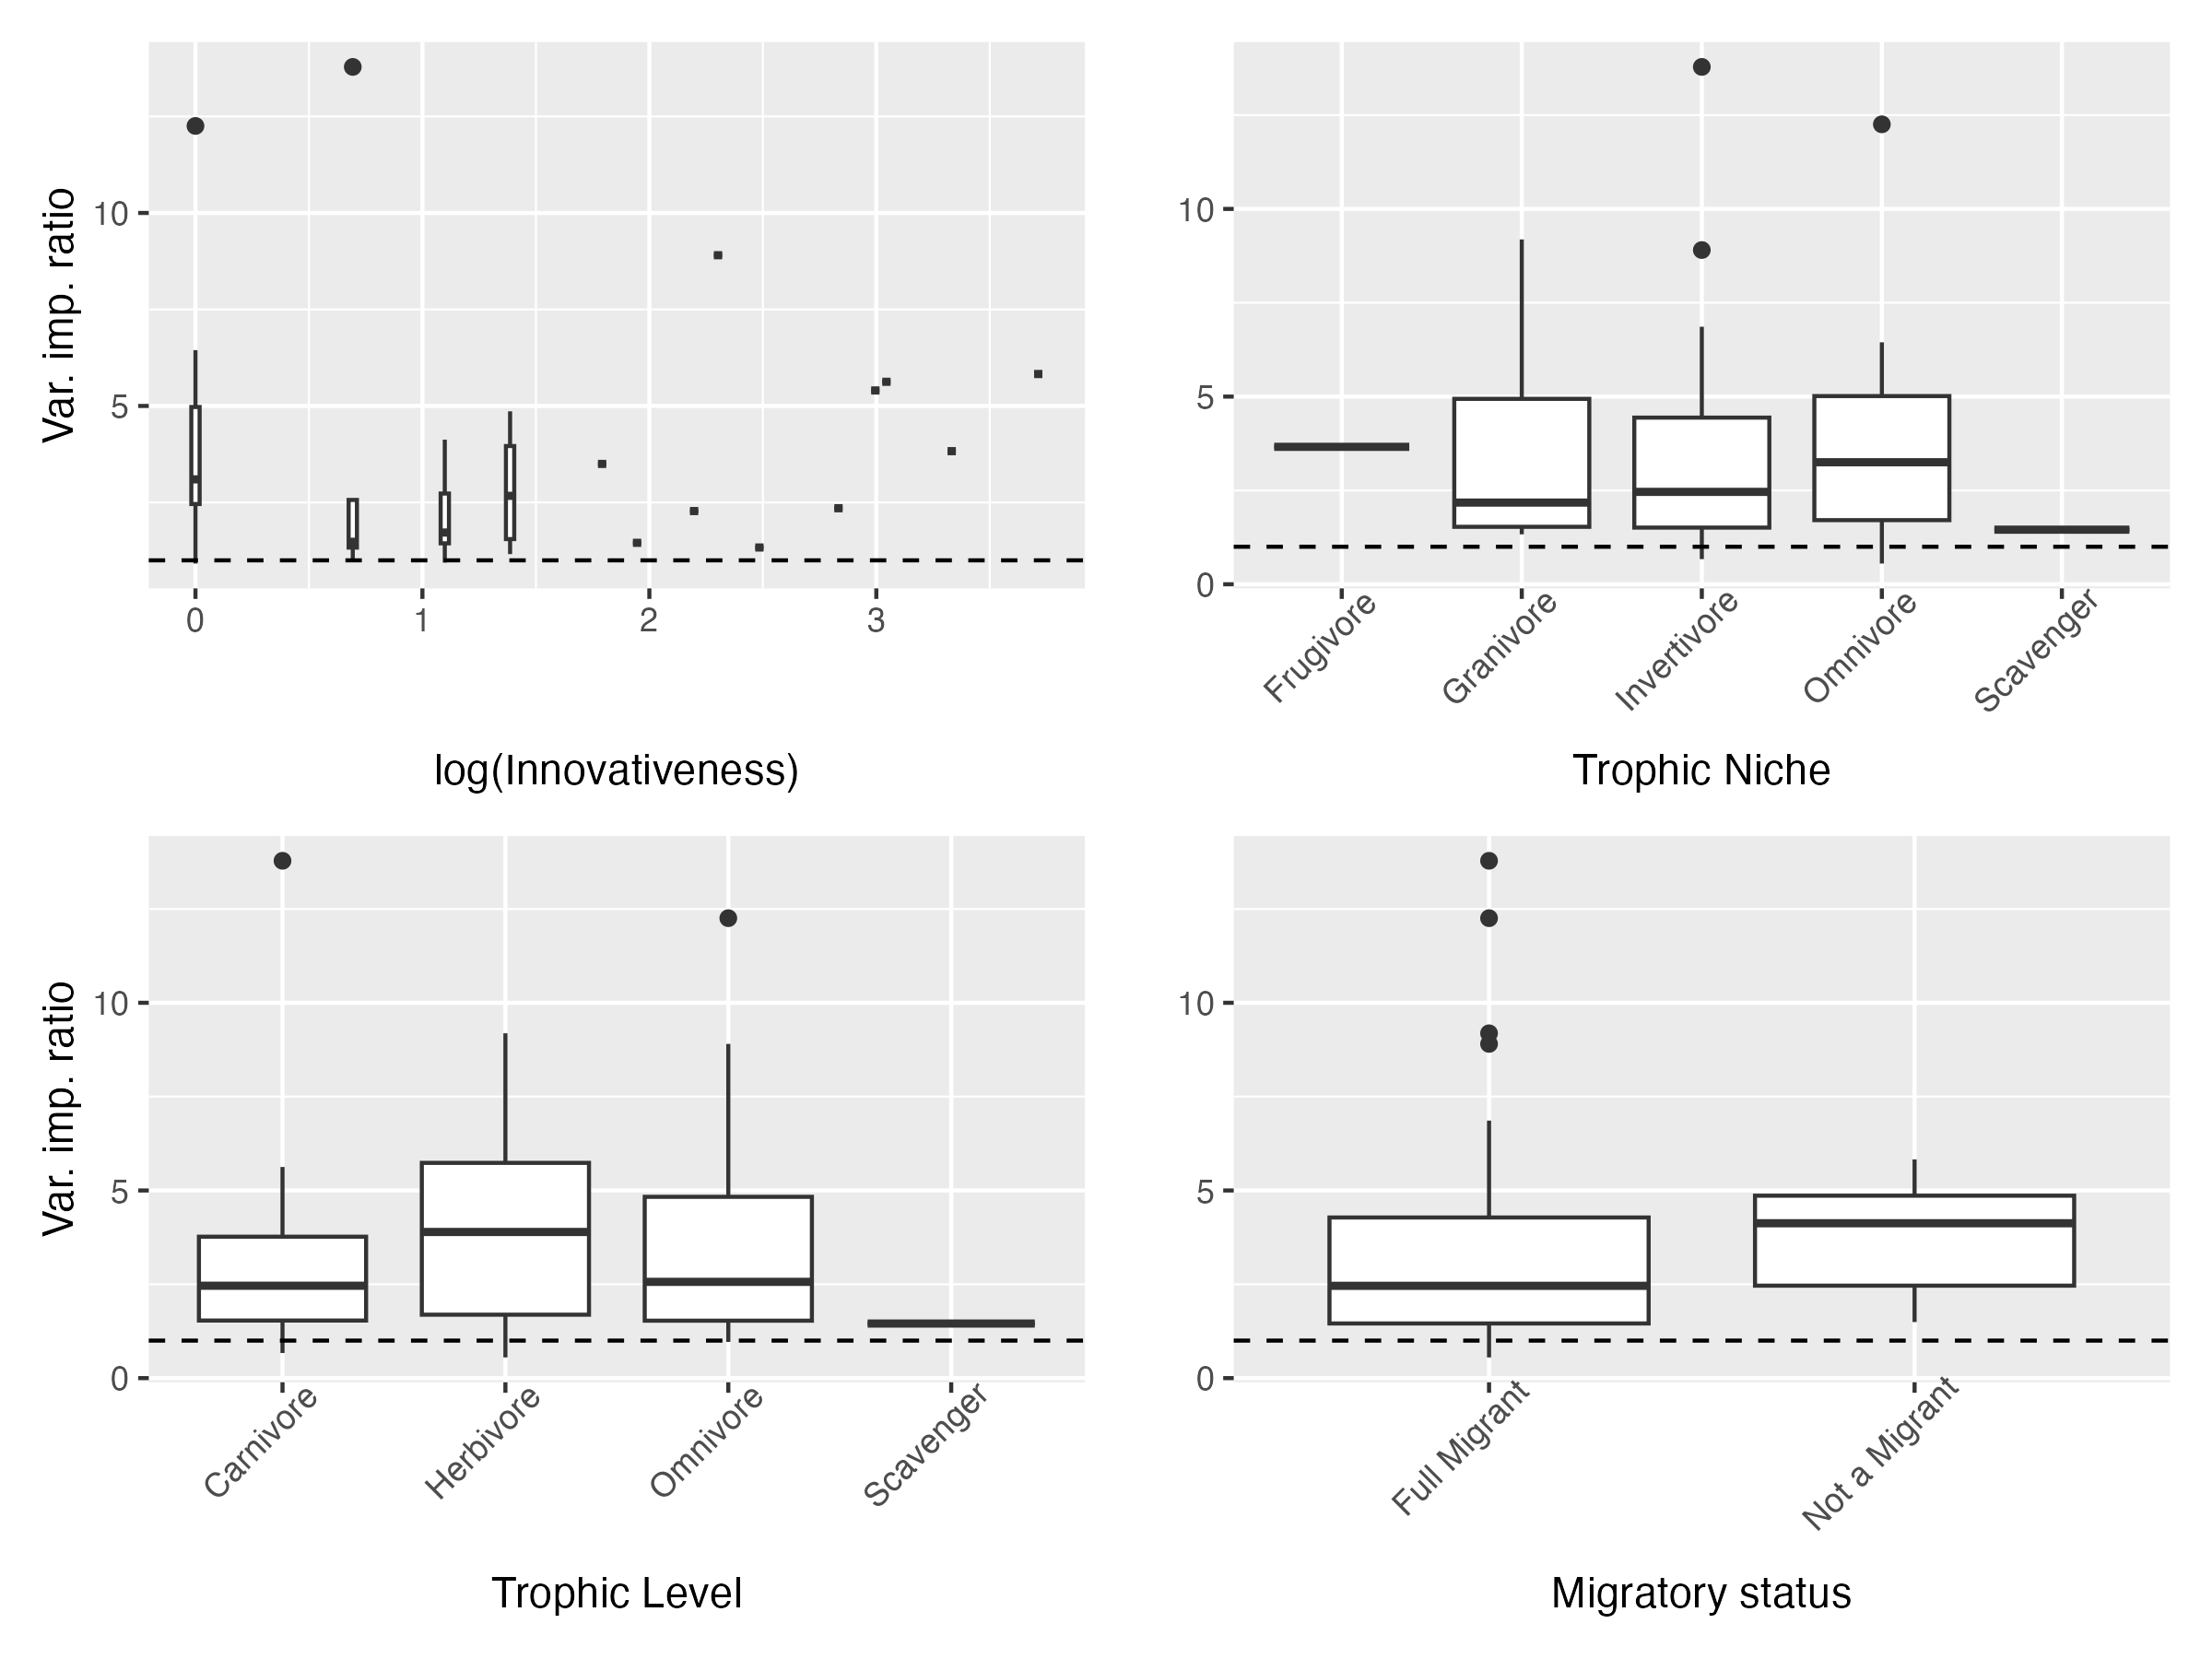 Var. imp. ratio
10
5
0 1 2 3
log(Innovativeness)
10
5
0
Frugivore Granivore Invertivore Omnivore Scavenger
Trophic Niche
Var. imp. ratio
10
5
0
Carnivore Herbivore Omnivore Scavenger
Trophic Level
10
5
0
Full Migrant Not a Migrant
Migratory status